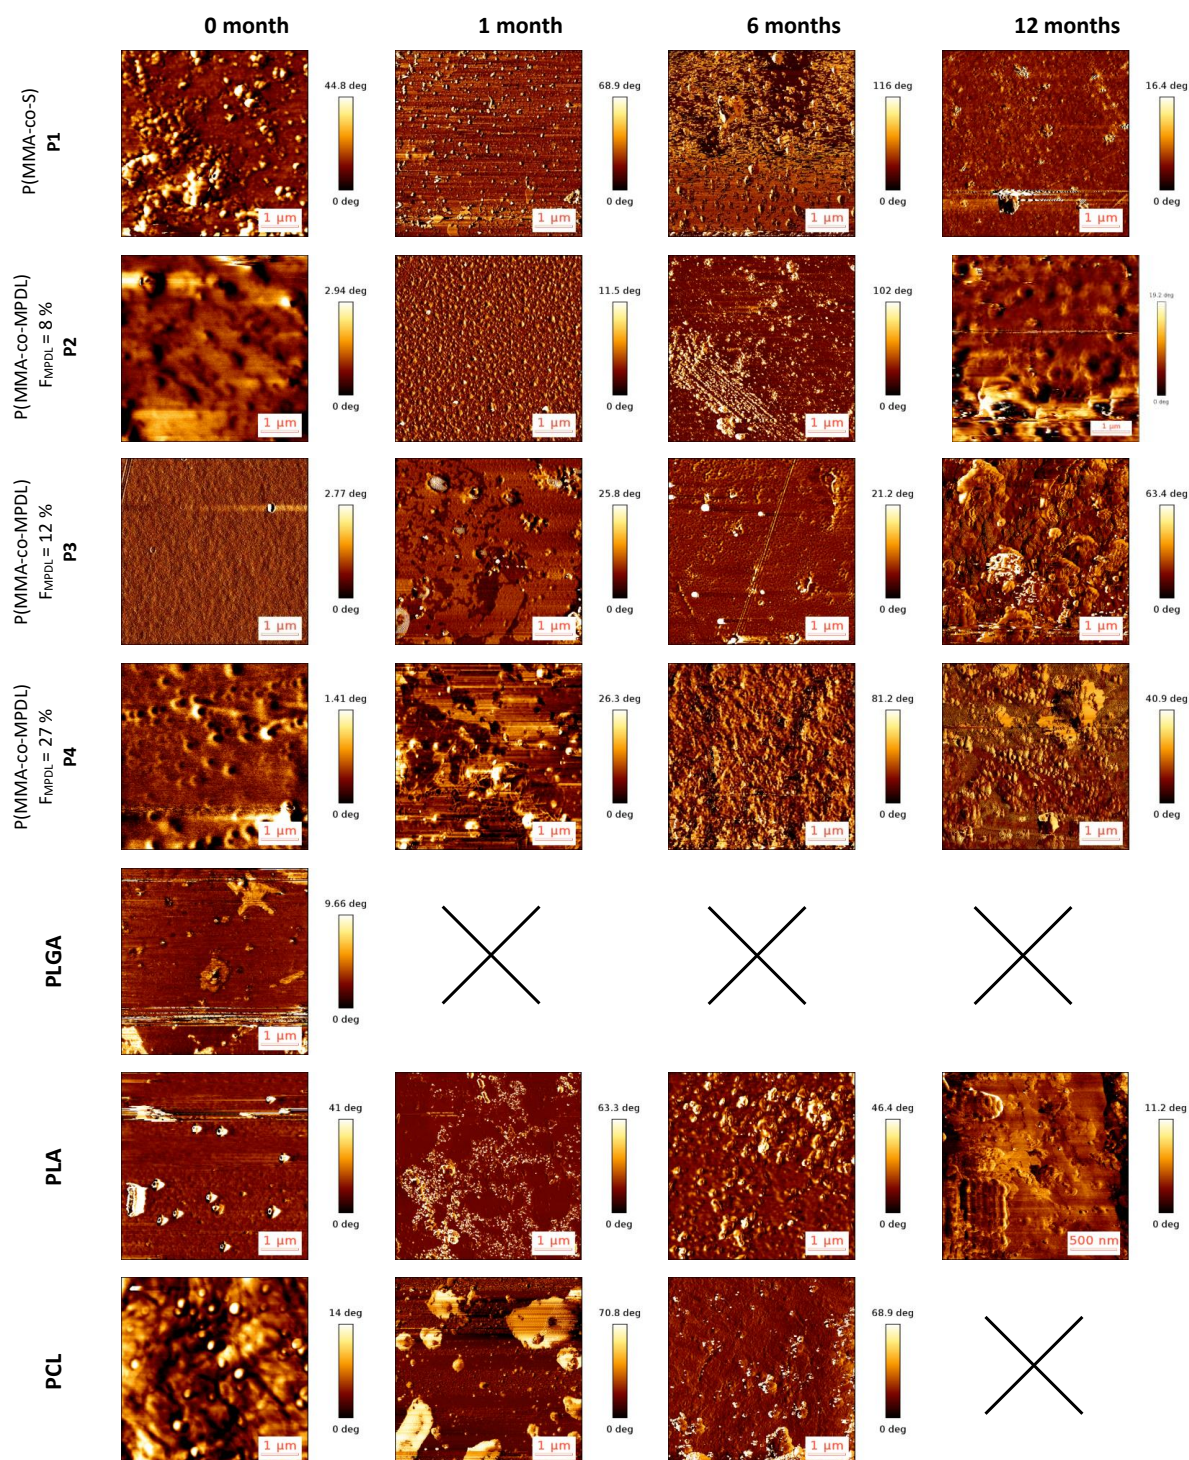 0 month 1 month 6 months 12 months
P(MMA-co-S)
P1
44.8 deg
0 deg
1 µm
68.9 deg
0 deg
1 µm
116 deg
0 deg
1 µm
16.4 deg
0 deg
1 µm
P(MMA-co-MPDL)
FMPDL = 8 %
P2
2.94 deg
0 deg
1 µm
11.5 deg
0 deg
1 µm
102 deg
0 deg
1 µm
19.2 deg
0 deg
1 µm
P(MMA-co-MPDL)
FMPDL = 12 %
P3
2.77 deg
0 deg
1 µm
25.8 deg
0 deg
1 µm
21.2 deg
0 deg
1 µm
63.4 deg
0 deg
1 µm
P(MMA-co-MPDL)
FMPDL = 27 %
P4
1.41 deg
0 deg
1 µm
26.3 deg
0 deg
1 µm
81.2 deg
0 deg
1 µm
40.9 deg
0 deg
1 µm
PLGA
9.66 deg
0 deg
1 µm
PLA
41 deg
0 deg
1 µm
63.3 deg
0 deg
1 µm
46.4 deg
0 deg
1 µm
11.2 deg
0 deg
500 nm
PCL
14 deg
0 deg
1 µm
70.8 deg
0 deg
1 µm
68.9 deg
0 deg
1 µm